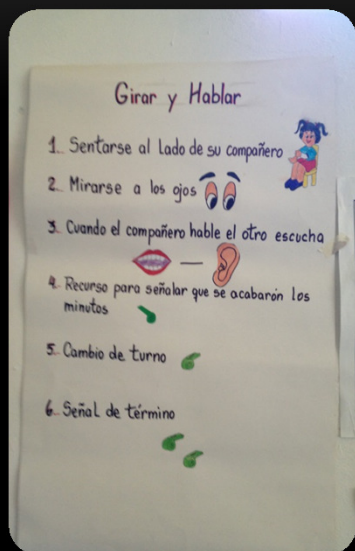 Girar y Hablar
1. Sentarse al lado de su compañero
2. Mirarse a los ojos
3. Cuando el compañero hable el otro escucha
4. Recurso para señalar que se acabarón los
minutos
5. Cambio de turno
6. Señal de término